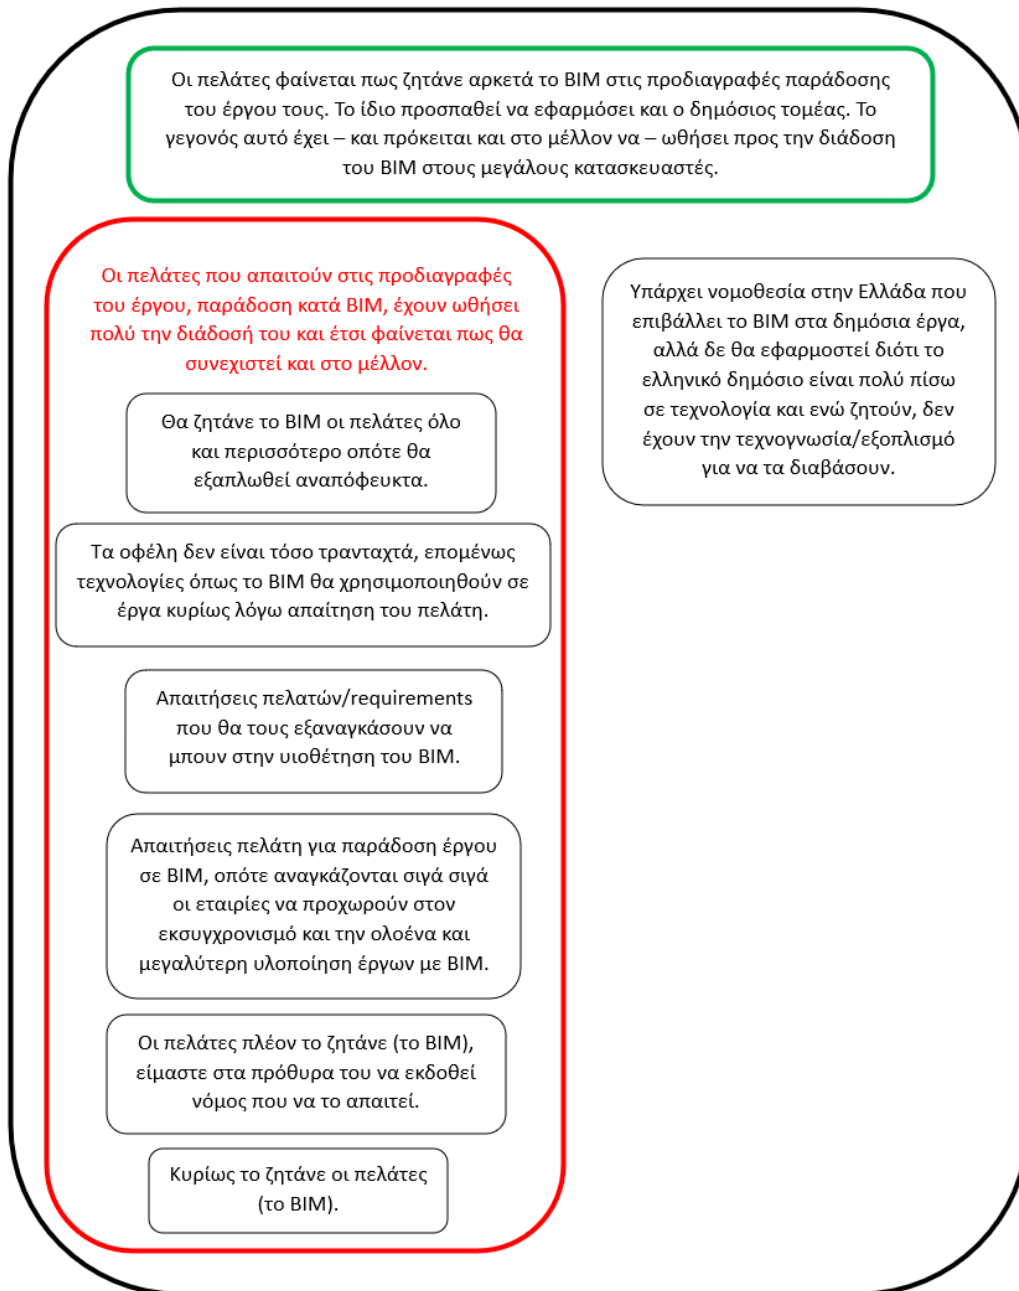 Οι πελάτες φαίνεται πως ζητάνε αρκετά το BIM στις προδιαγραφές παράδοσης
του έργου τους. Το ίδιο προσπαθεί να εφαρμόσει και ο δημόσιος τομέας. Το
γεγονός αυτό έχει – και πρόκειται και στο μέλλον να – ωθήσει προς την διάδοση
του BIM στους μεγάλους κατασκευαστές.
Οι πελάτες που απαιτούν στις προδιαγραφές
του έργου, παράδοση κατά BIM, έχουν ωθήσει
πολύ την διάδοσή του και έτσι φαίνεται πως θα
συνεχιστεί και στο μέλλον.
Θα ζητάνε το BIM οι πελάτες όλο
και περισσότερο οπότε θα
εξαπλωθεί αναπόφευκτα.
Τα οφέλη δεν είναι τόσο τρανταχτά, επομένως
τεχνολογίες όπως το BIM θα χρησιμοποιηθούν σε
έργα κυρίως λόγω απαίτηση του πελάτη.
Απαιτήσεις πελατών/requirements
που θα τους εξαναγκάσουν να
μπουν στην υιοθέτηση του BIM.
Απαιτήσεις πελάτη για παράδοση έργου
σε BIM, οπότε αναγκάζονται σιγά σιγά
οι εταιρίες να προχωρούν στον
εκσυγχρονισμό και την ολοένα και
μεγαλύτερη υλοποίηση έργων με BIM.
Οι πελάτες πλέον το ζητάνε (το BIM),
είμαστε στα πρόθυρα του να εκδοθεί
νόμος που να το απαιτεί.
Κυρίως το ζητάνε οι πελάτες
(το BIM).
Υπάρχει νομοθεσία στην Ελλάδα που
επιβάλλει το BIM στα δημόσια έργα,
αλλά δε θα εφαρμοστεί διότι το
ελληνικό δημόσιο είναι πολύ πίσω
σε τεχνολογία και ενώ ζητούν, δεν
έχουν την τεχνογνωσία/εξοπλισμό
για να τα διαβάσουν.